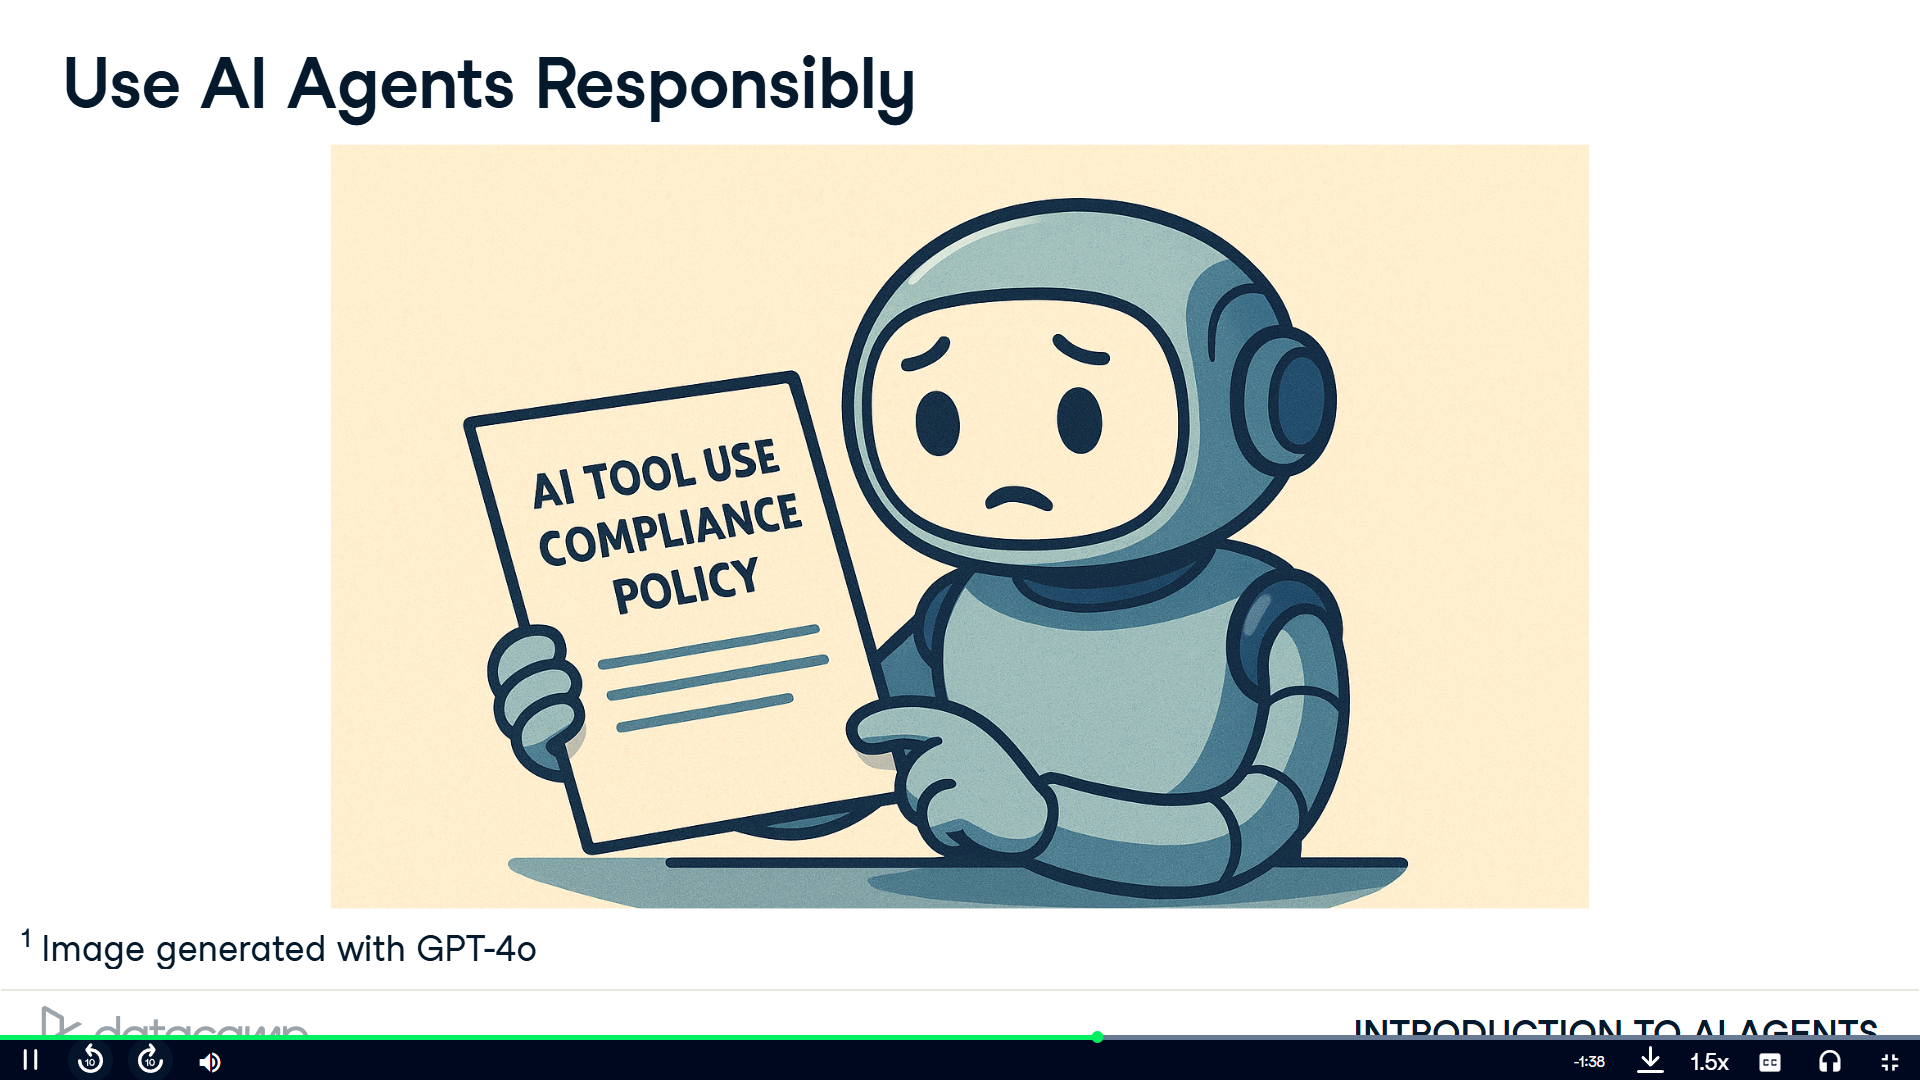 Use AI Agents Responsibly
AI TOOL USE
COMPLIANCE
POLICY
1 Image generated with GPT-4o
datacamp
INTRODUCTION TO AI AGENTS
10
10
-1:38
1.5x
CC